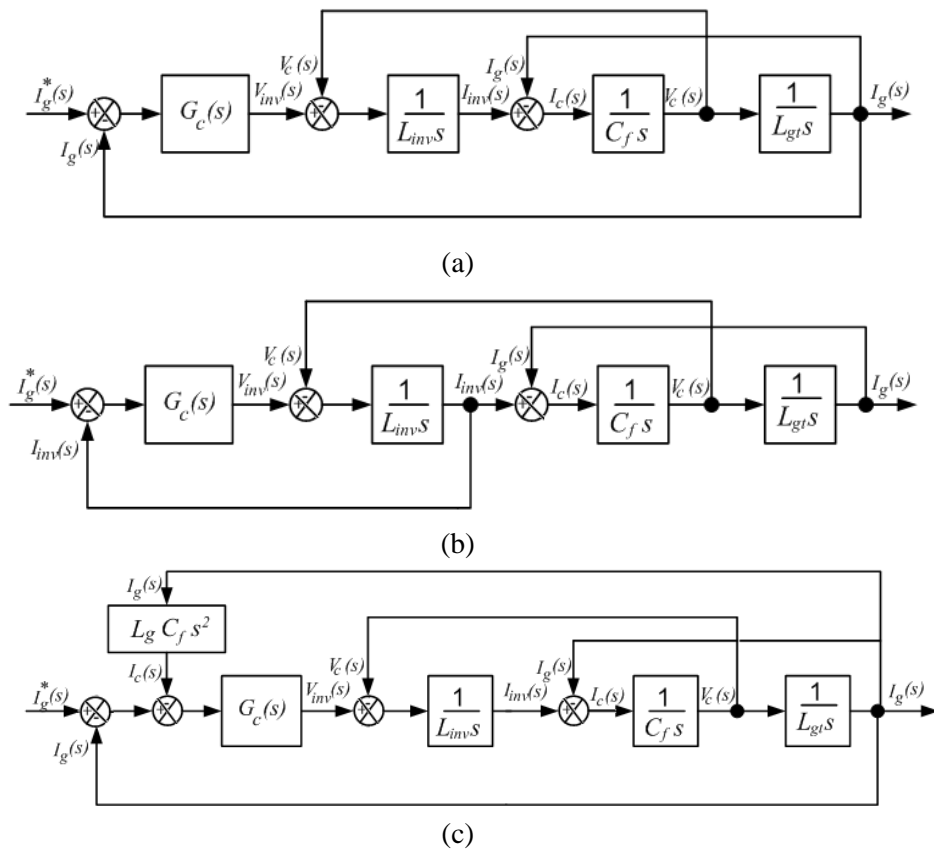 I_g^*(s) + - G_c(s) V_inv(s) + - 1/(L_inv s) I_inv(s) + - I_c(s) 1/(C_f s) V_c(s) 1/(L_gt s) I_g(s)
V_c(s) I_g(s)
I_g(s)
(a)
I_g^*(s) + - G_c(s) V_inv(s) + - 1/(L_inv s) I_inv(s) + - I_c(s) 1/(C_f s) V_c(s) 1/(L_gt s) I_g(s)
V_c(s) I_g(s)
I_inv(s)
(b)
I_g(s)
L_g C_f s^2
I_c(s) V_c(s) I_g(s)
I_g^*(s) + - + - G_c(s) V_inv(s) + - 1/(L_inv s) I_inv(s) + - I_c(s) 1/(C_f s) V_c(s) 1/(L_gt s) I_g(s)
I_g(s)
(c)